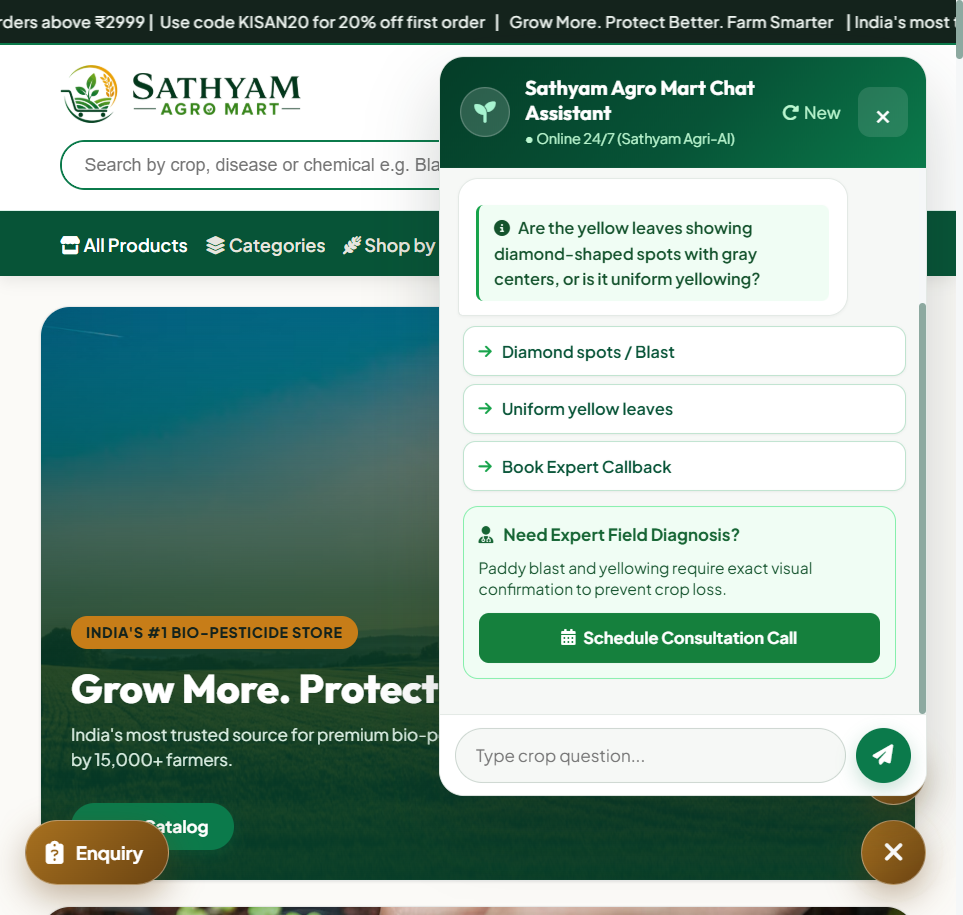 ders above ₹2999 | Use code KISAN20 for 20% off first order | Grow More. Protect Better. Farm Smarter | India's most
SATHYAM
AGRO MART
Search by crop, disease or chemical e.g. Bla
All Products Categories Shop by
Sathyam Agro Mart Chat
Assistant
• Online 24/7 (Sathyam Agri-AI)
New
Are the yellow leaves showing
diamond-shaped spots with gray
centers, or is it uniform yellowing?
Diamond spots / Blast
Uniform yellow leaves
Book Expert Callback
Need Expert Field Diagnosis?
Paddy blast and yellowing require exact visual
confirmation to prevent crop loss.
Schedule Consultation Call
Type crop question...
INDIA'S #1 BIO-PESTICIDE STORE
Grow More. Protect
India's most trusted source for premium bio-p
by 15,000+ farmers.
Catalog
Enquiry